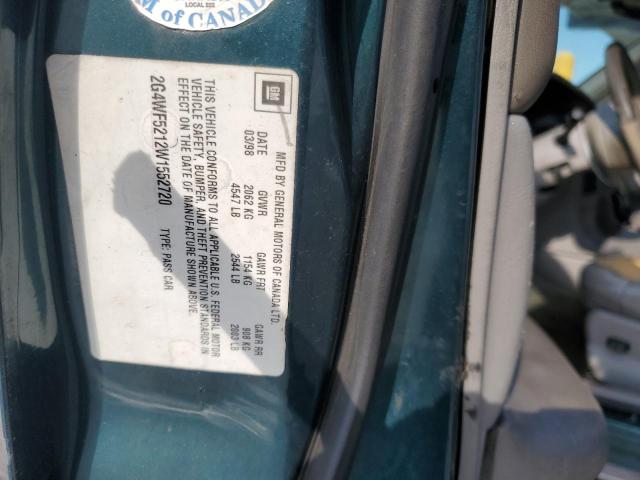 LOCAL 222
M of CANADA
GM
MFD BY GENERAL MOTORS OF CANADA LTD.
DATE GVWR GAWR FRT GAWR RR
03/98 2062 KG 1154 KG 908 KG
4547 LB 2544 LB 2003 LB
THIS VEHICLE CONFORMS TO ALL APPLICABLE U.S. FEDERAL MOTOR
VEHICLE SAFETY, BUMPER, AND THEFT PREVENTION STANDARDS IN
EFFECT ON THE DATE OF MANUFACTURE SHOWN ABOVE.
2G4WF5212W1552720 TYPE: PASS CAR